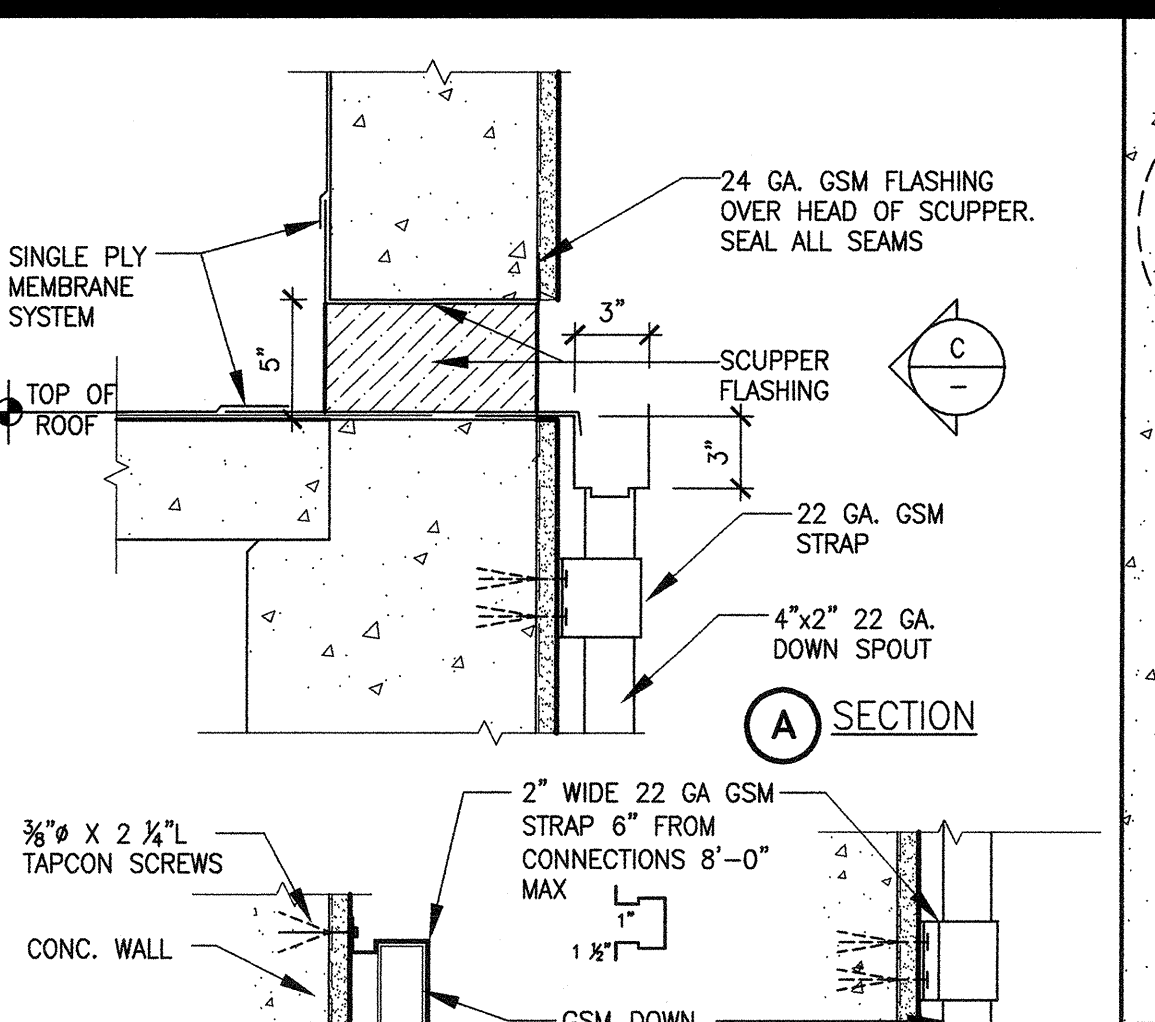 24 GA. GSM FLASHING
OVER HEAD OF SCUPPER.
SEAL ALL SEAMS
SINGLE PLY
MEMBRANE
SYSTEM
5"
3"
SCUPPER
FLASHING
C
–
TOP OF
ROOF
3"
22 GA. GSM
STRAP
4"x2" 22 GA.
DOWN SPOUT
A SECTION
2" WIDE 22 GA GSM
STRAP 6" FROM
CONNECTIONS 8'-0"
MAX
1"
1 ½"
⅜"ø X 2 ¼"L
TAPCON SCREWS
CONC. WALL
GSM DOWN